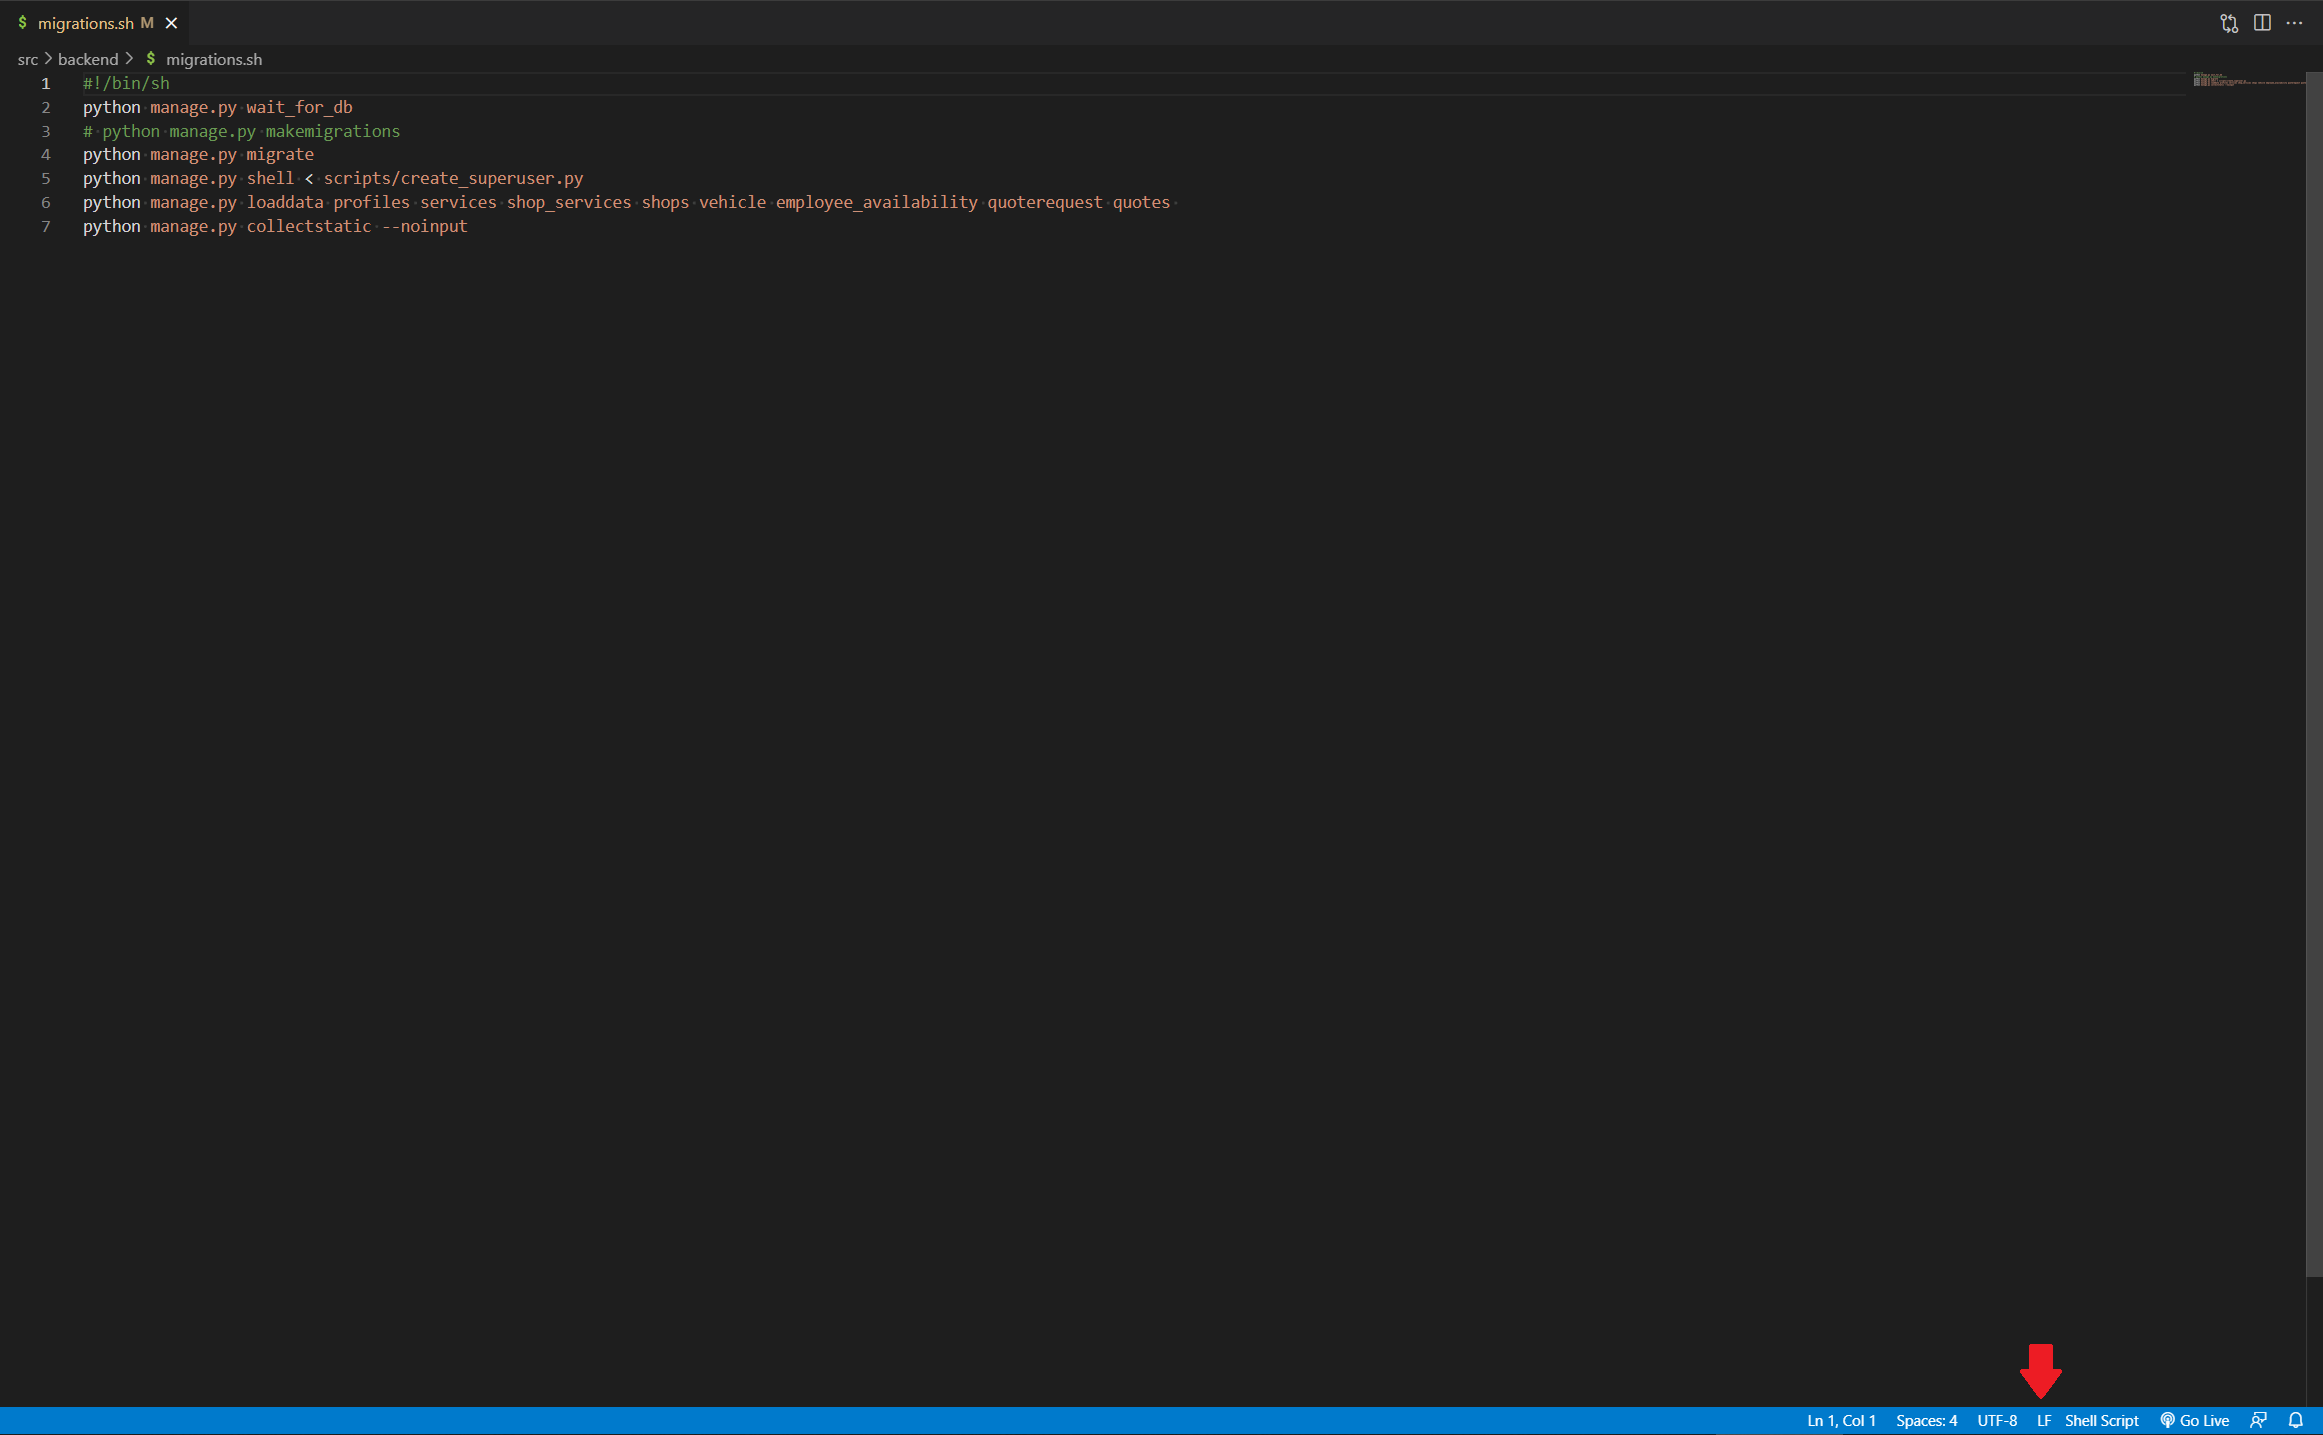 $ migrations.sh M
src > backend > $ migrations.sh
1 #!/bin/sh
2 python manage.py wait_for_db
3 # python manage.py makemigrations
4 python manage.py migrate
5 python manage.py shell < scripts/create_superuser.py
6 python manage.py loaddata profiles services shop_services shops vehicle employee_availability quoterequest quotes
7 python manage.py collectstatic --noinput
Ln 1, Col 1 Spaces: 4 UTF-8 LF Shell Script Go Live